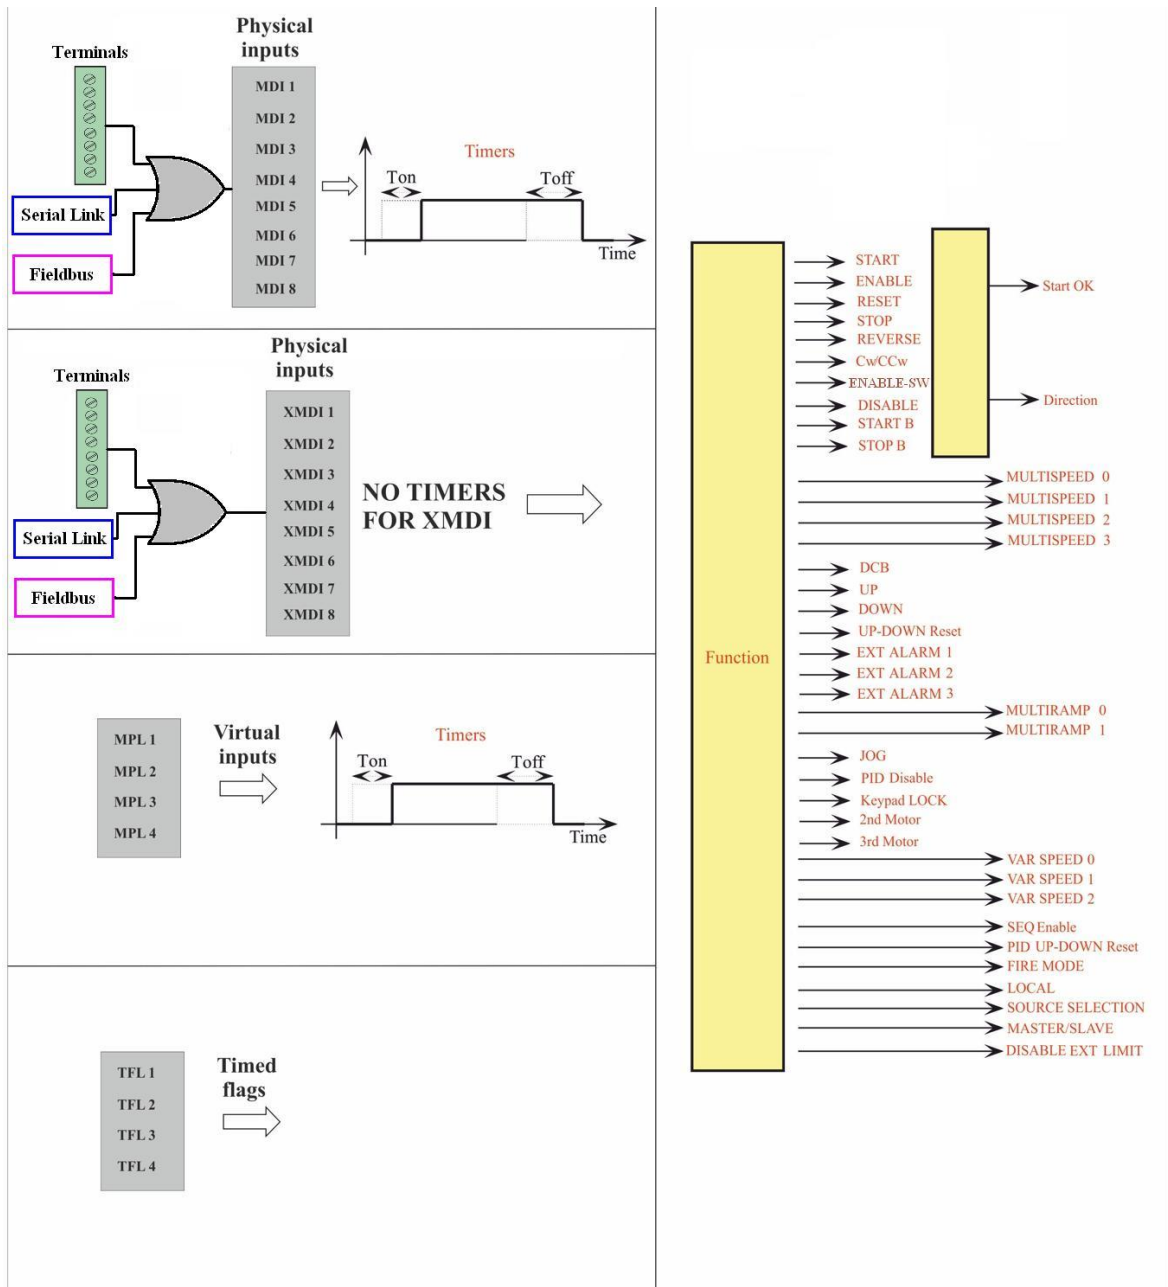 Physical
inputs
Terminals
MDI 1
MDI 2
MDI 3
MDI 4
MDI 5
MDI 6
MDI 7
MDI 8
Serial Link
Fieldbus
Timers
Ton
Toff
Time
Physical
inputs
Terminals
XMDI 1
XMDI 2
XMDI 3
XMDI 4
XMDI 5
XMDI 6
XMDI 7
XMDI 8
Serial Link
Fieldbus
NO TIMERS
FOR XMDI
MPL 1
MPL 2
MPL 3
MPL 4
Virtual
inputs
Timers
Ton
Toff
Time
TFL 1
TFL 2
TFL 3
TFL 4
Timed
flags
Function
START
ENABLE
RESET
STOP
REVERSE
Cw/CCw
ENABLE-SW
DISABLE
START B
STOP B
Start OK
Direction
MULTISPEED 0
MULTISPEED 1
MULTISPEED 2
MULTISPEED 3
DCB
UP
DOWN
UP-DOWN Reset
EXT ALARM 1
EXT ALARM 2
EXT ALARM 3
MULTIRAMP 0
MULTIRAMP 1
JOG
PID Disable
Keypad LOCK
2nd Motor
3rd Motor
VAR SPEED 0
VAR SPEED 1
VAR SPEED 2
SEQ Enable
PID UP-DOWN Reset
FIRE MODE
LOCAL
SOURCE SELECTION
MASTER/SLAVE
DISABLE EXT LIMIT